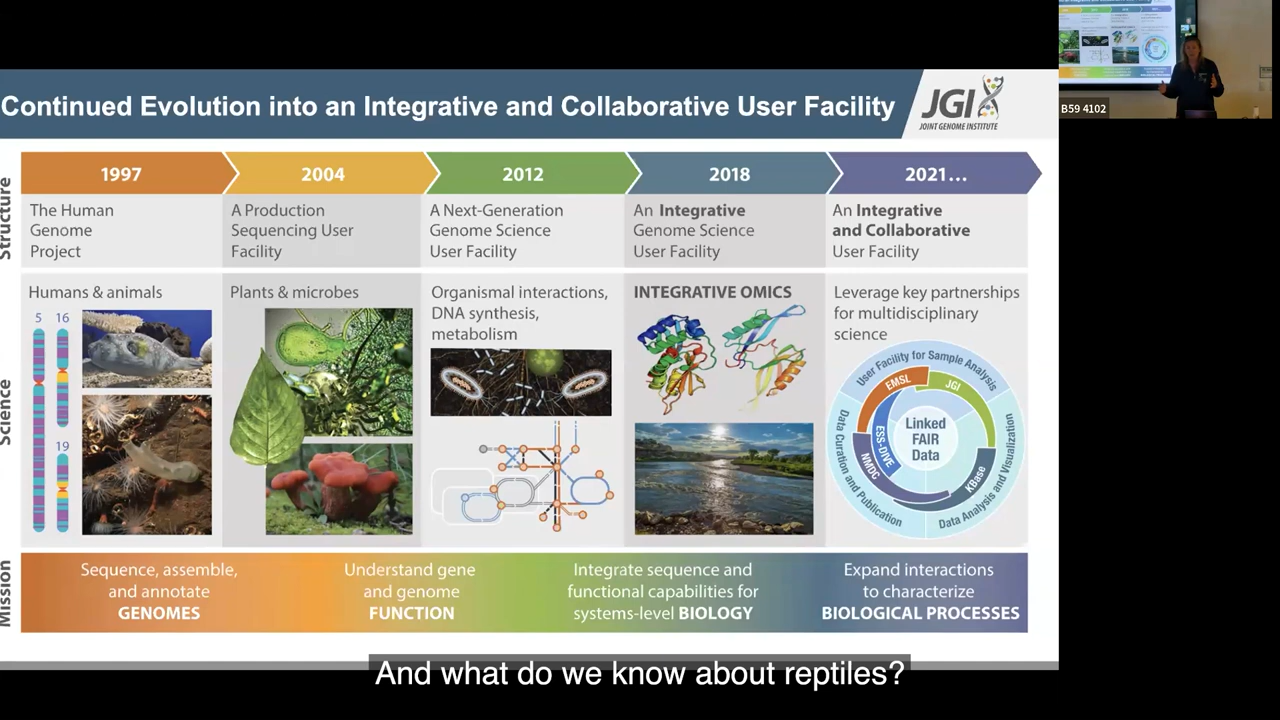 Continued Evolution into an Integrative and Collaborative User Facility
JGI
JOINT GENOME INSTITUTE
B59 4102
Structure
1997
2004
2012
2018
2021…
The Human
Genome
Project
A Production
Sequencing User
Facility
A Next-Generation
Genome Science
User Facility
An Integrative
Genome Science
User Facility
An Integrative
and Collaborative
User Facility
Science
Humans & animals
5
16
19
Plants & microbes
Organismal interactions,
DNA synthesis,
metabolism
INTEGRATIVE OMICS
Leverage key partnerships
for multidisciplinary
science
User Facility for Sample Analysis
EMSL
JGI
ESS-DIVE
NMDC
KBase
Linked
FAIR
Data
Data Curation and Publication
Data Analysis and Visualization
Mission
Sequence, assemble,
and annotate
GENOMES
Understand gene
and genome
FUNCTION
Integrate sequence and
functional capabilities for
systems-level BIOLOGY
Expand interactions
to characterize
BIOLOGICAL PROCESSES
And what do we know about reptiles?